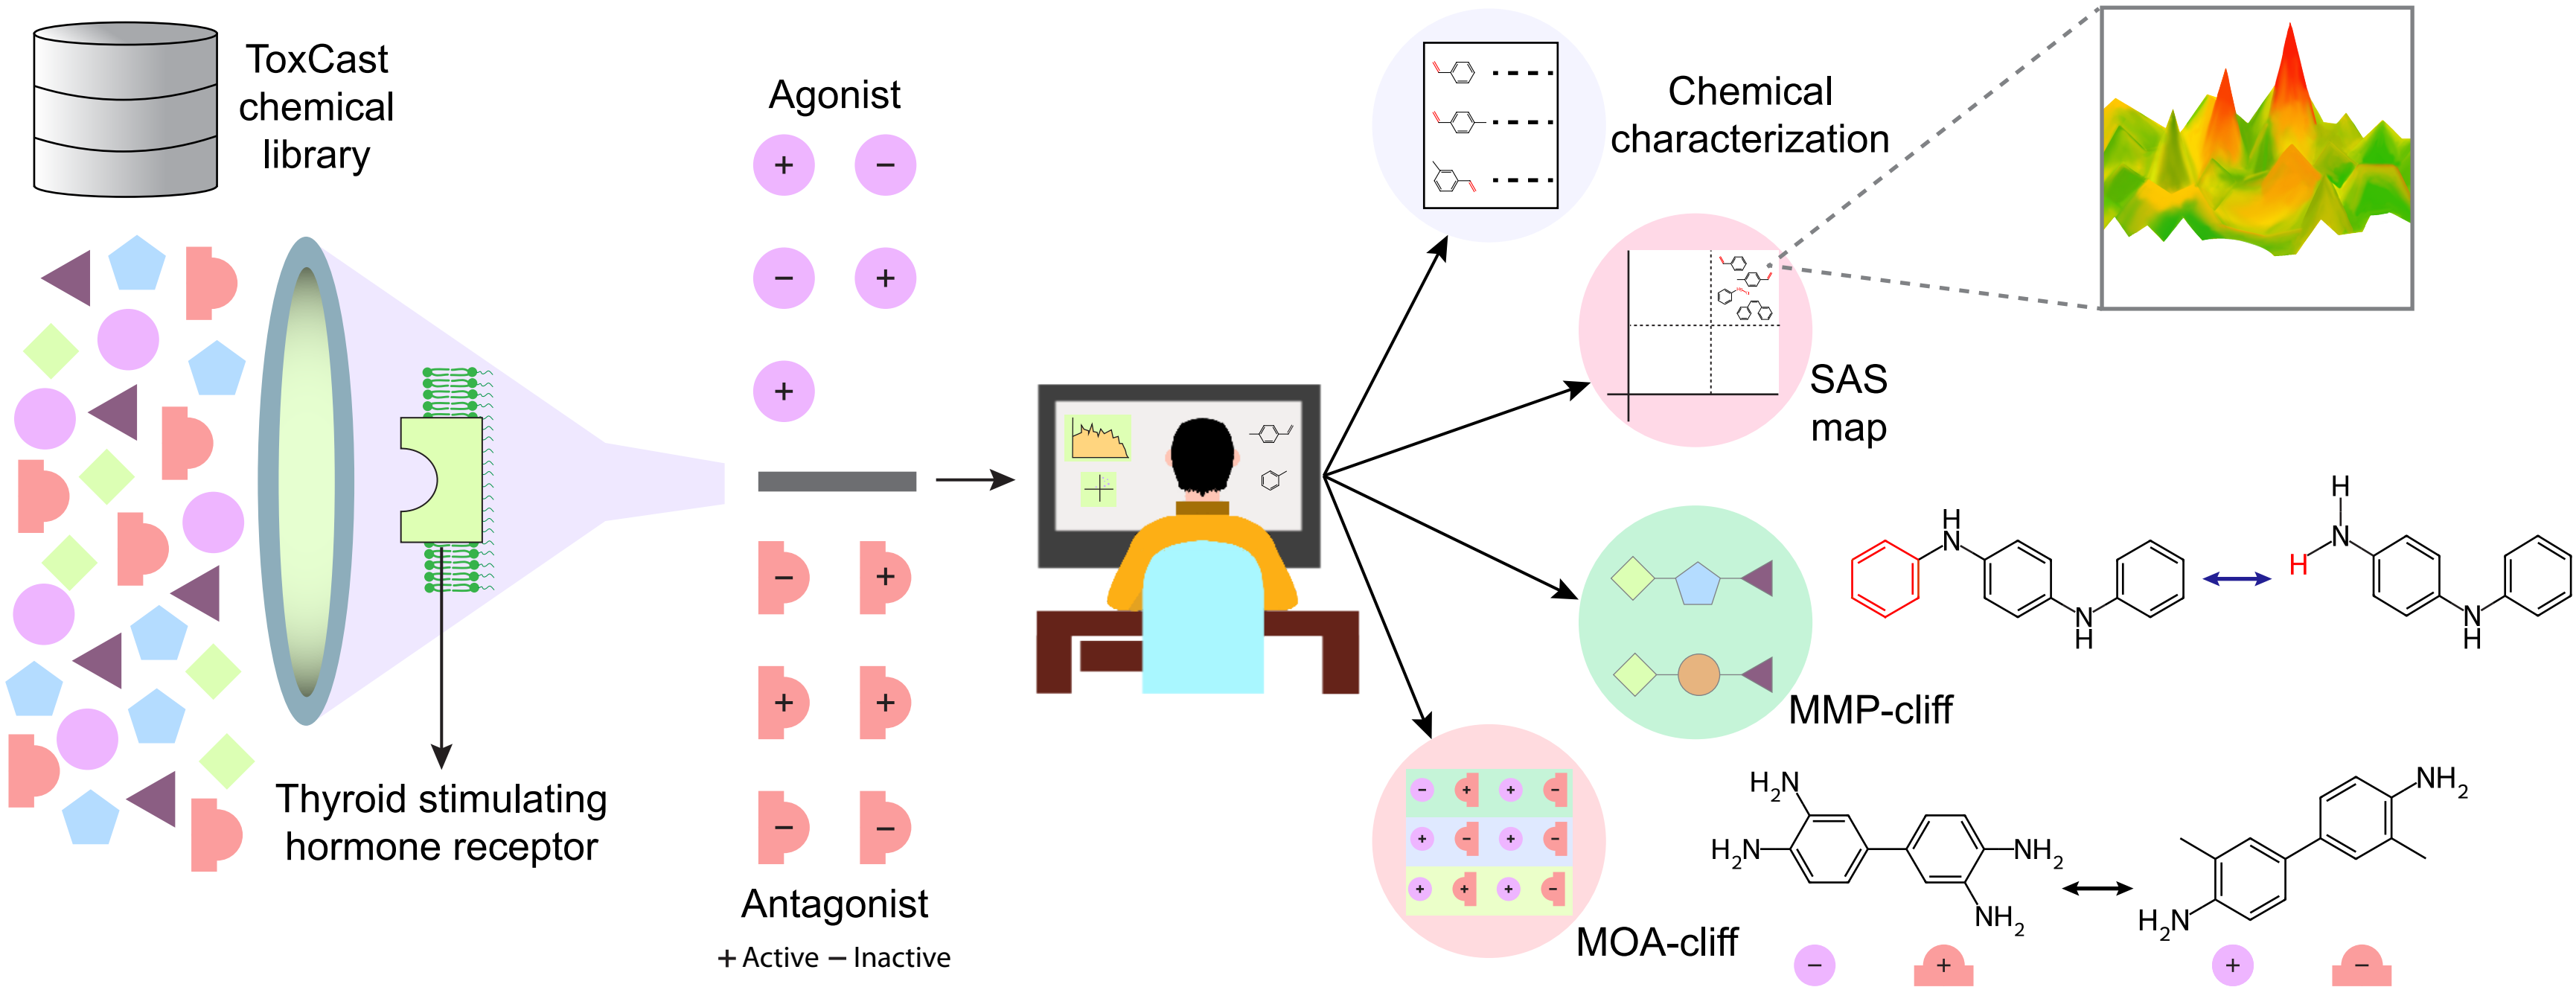 ToxCast
chemical
library
Agonist
+ −
− +
+
Thyroid stimulating
hormone receptor
− +
+ +
− −
Antagonist
+ Active − Inactive
Chemical
characterization
SAS
map
H
N
N
H
H
N
H
N
H
MMP-cliff
− + + −
+ − + −
+ + + −
MOA-cliff
H2N
H2N
NH2
NH2
NH2
H2N
− +
+ −